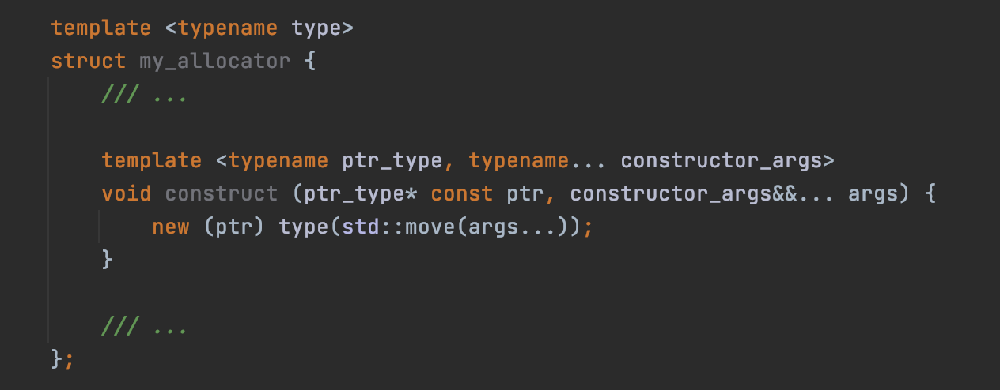 template <typename type>
struct my_allocator {
    /// ...
    template <typename ptr_type, typename... constructor_args>
    void construct (ptr_type* const ptr, constructor_args&&... args) {
        new (ptr) type(std::move(args...));
    }
    /// ...
};